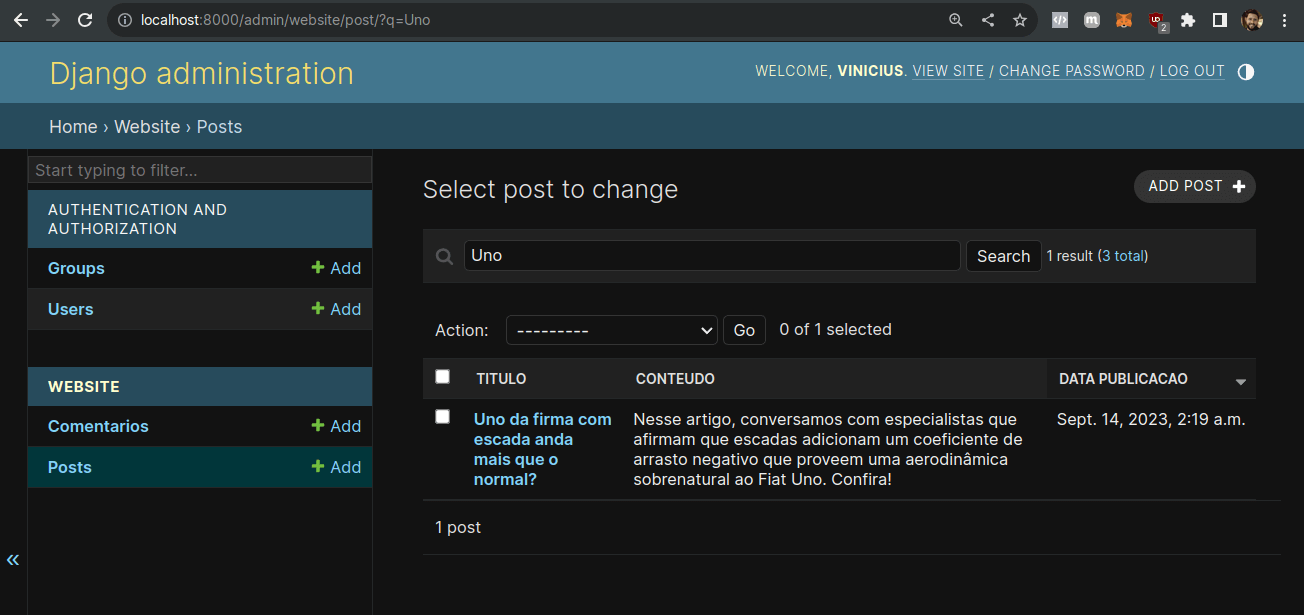 localhost:8000/admin/website/post/?q=Uno
2
Django administration
WELCOME, VINICIUS. VIEW SITE / CHANGE PASSWORD / LOG OUT
Home › Website › Posts
Start typing to filter...
AUTHENTICATION AND
AUTHORIZATION
Groups
Add
Users
Add
WEBSITE
Comentarios
Add
Posts
Add
«
Select post to change
ADD POST
Uno
Search
1 result (3 total)
Action:
---------
Go
0 of 1 selected
TITULO
CONTEUDO
DATA PUBLICACAO
Uno da firma com
escada anda
mais que o
normal?
Nesse artigo, conversamos com especialistas que
afirmam que escadas adicionam um coeficiente de
arrasto negativo que proveem uma aerodinâmica
sobrenatural ao Fiat Uno. Confira!
Sept. 14, 2023, 2:19 a.m.
1 post